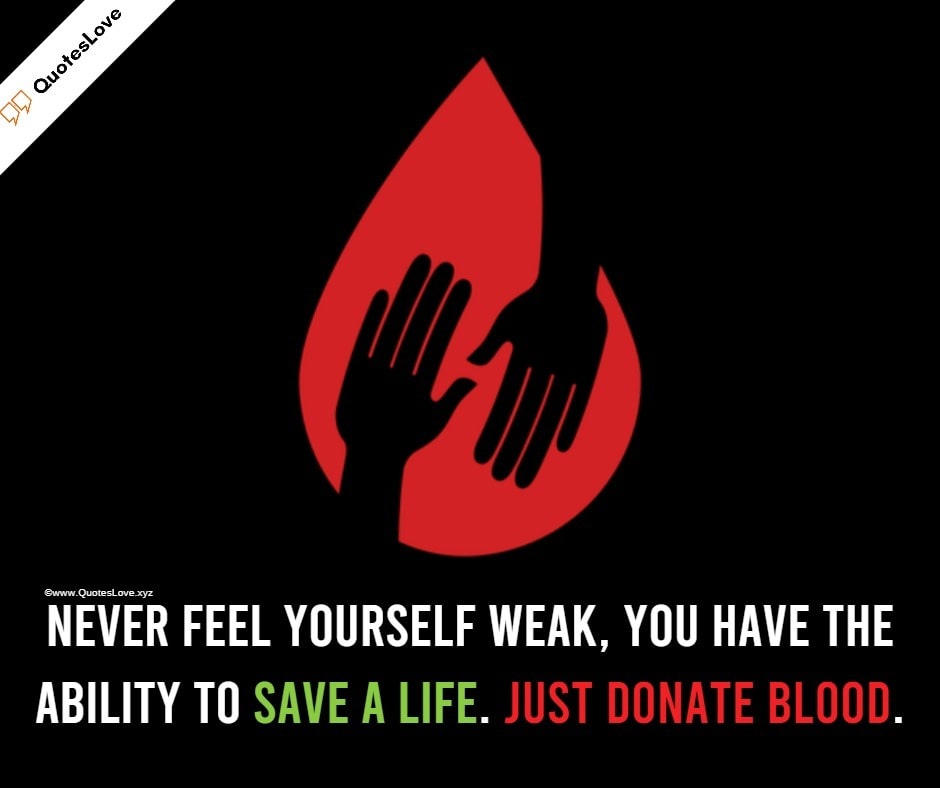 QuotesLove
©www.QuotesLove.xyz
NEVER FEEL YOURSELF WEAK, YOU HAVE THE
ABILITY TO SAVE A LIFE. JUST DONATE BLOOD.